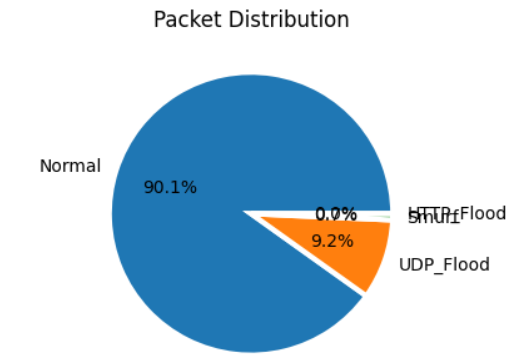 Packet Distribution
Normal
90.1%
HTTP_Flood
Smurf
9.2%
UDP_Flood